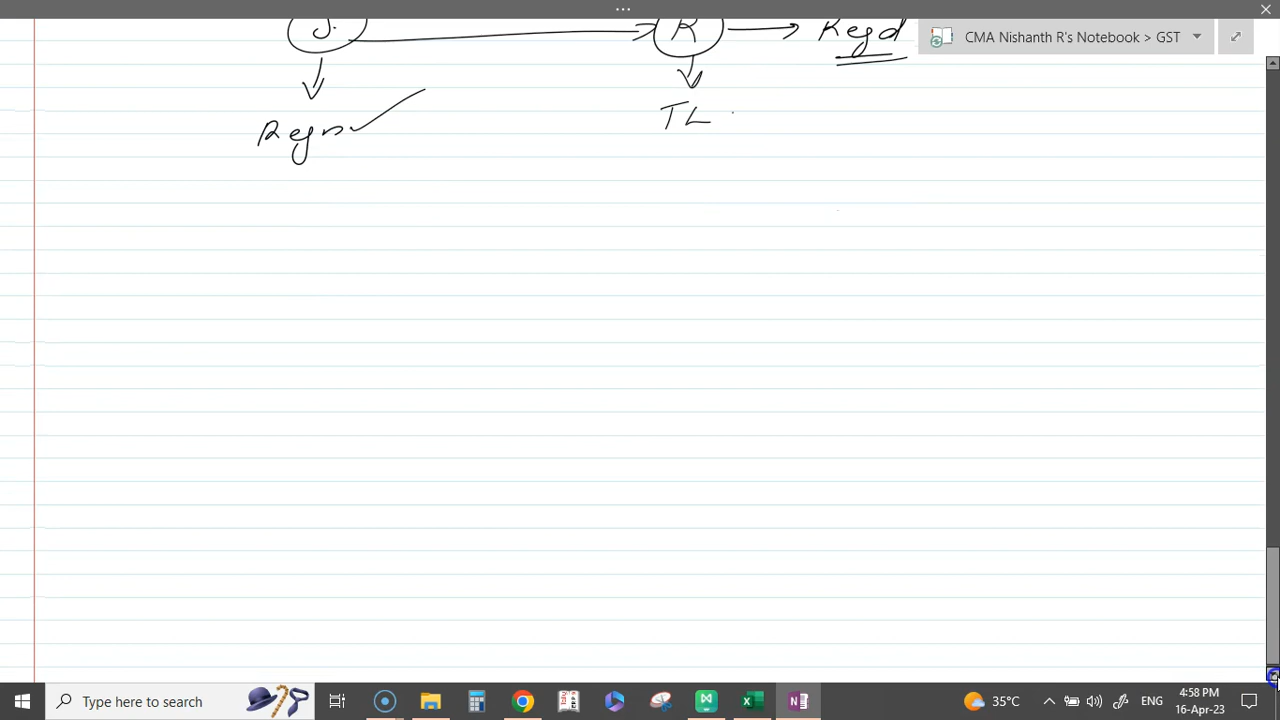 CMA Nishanth R's Notebook > GST
R → Regd
Regn
TL
Type here to search
35°C
ENG
4:58 PM
16-Apr-23